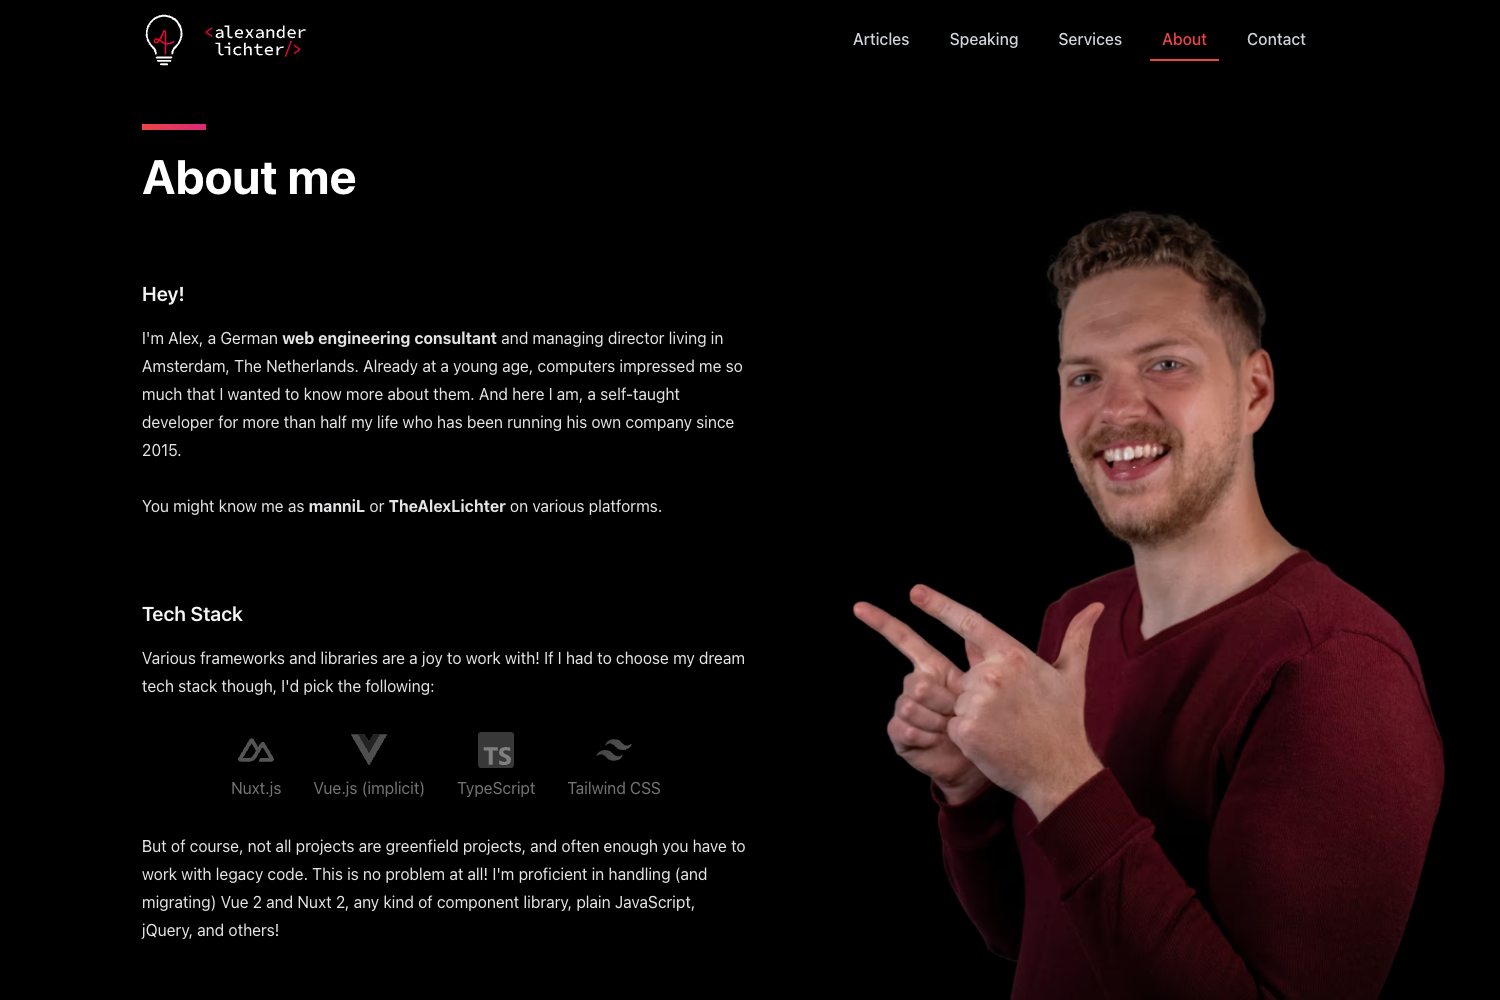 <alexander
lichter/>
Articles Speaking Services About Contact
About me
Hey!
I'm Alex, a German web engineering consultant and managing director living in
Amsterdam, The Netherlands. Already at a young age, computers impressed me so
much that I wanted to know more about them. And here I am, a self-taught
developer for more than half my life who has been running his own company since
2015.
You might know me as manniL or TheAlexLichter on various platforms.
Tech Stack
Various frameworks and libraries are a joy to work with! If I had to choose my dream
tech stack though, I'd pick the following:
TS
Nuxt.js Vue.js (implicit) TypeScript Tailwind CSS
But of course, not all projects are greenfield projects, and often enough you have to
work with legacy code. This is no problem at all! I'm proficient in handling (and
migrating) Vue 2 and Nuxt 2, any kind of component library, plain JavaScript,
jQuery, and others!